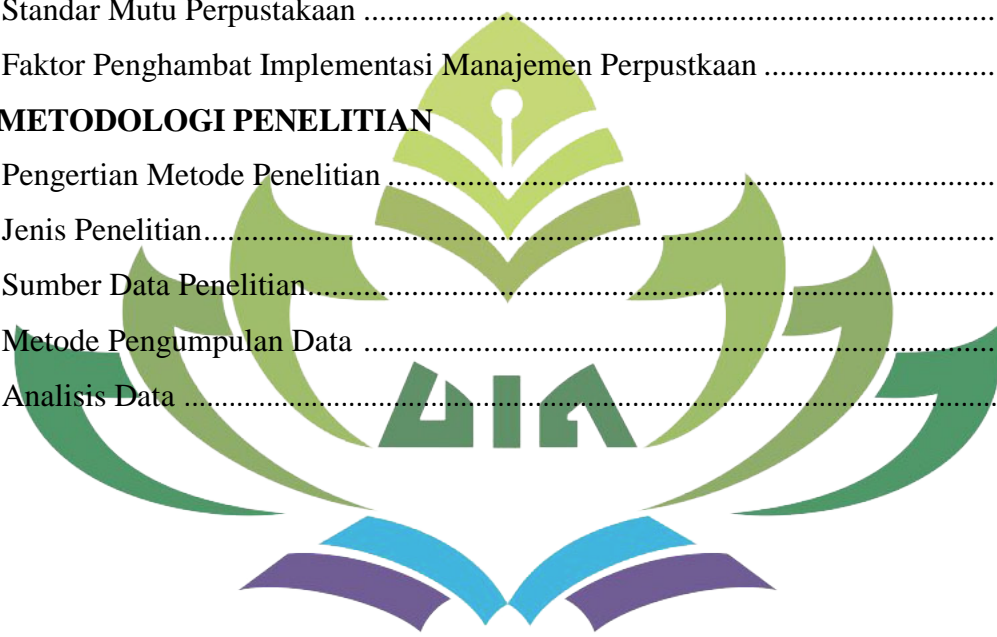 Standar Mutu Perpustakaan ................................................................................
Faktor Penghambat Implementasi Manajemen Perpustkaan .............................
METODOLOGI PENELITIAN
Pengertian Metode Penelitian .............................................................................
Jenis Penelitian.....................................................................................................
Sumber Data Penelitian........................................................................................
Metode Pengumpulan Data ................................................................................
Analisis Data ........................................................................................................
UIN